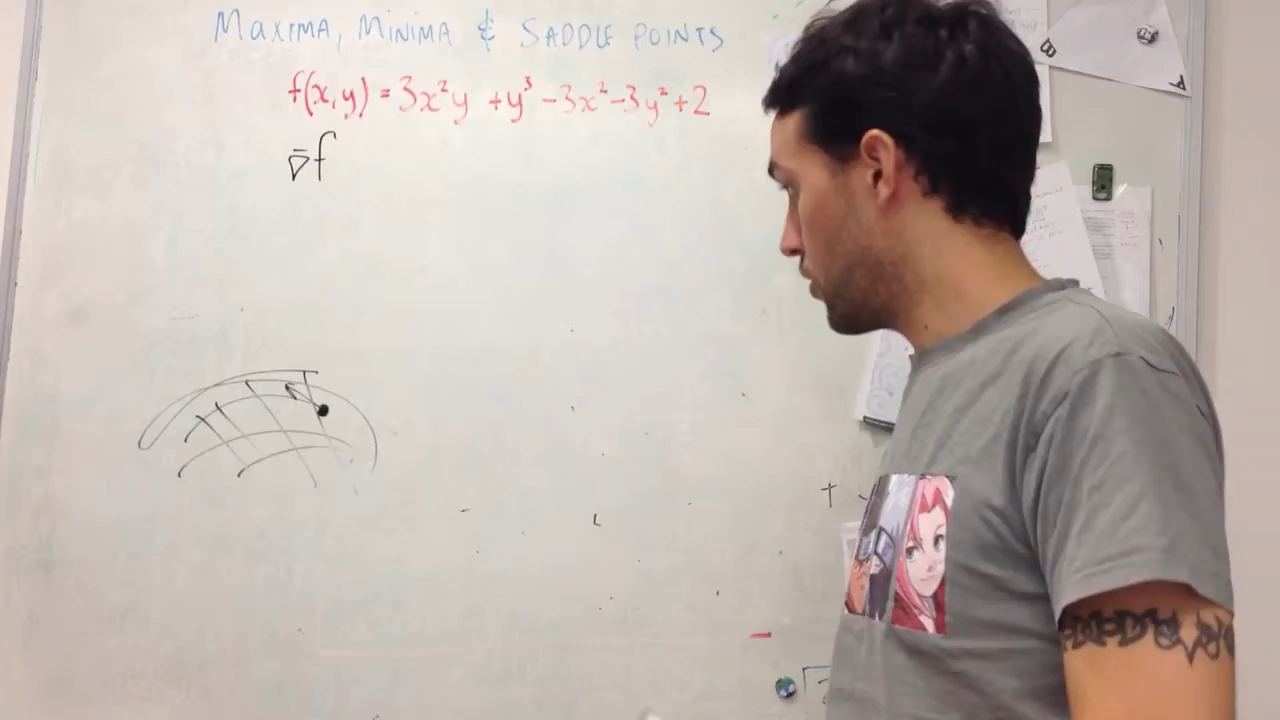 MAXIMA, MINIMA & SADDLE POINTS
f(x,y) = 3x²y + y³ - 3x² - 3y² + 2
∇̄f